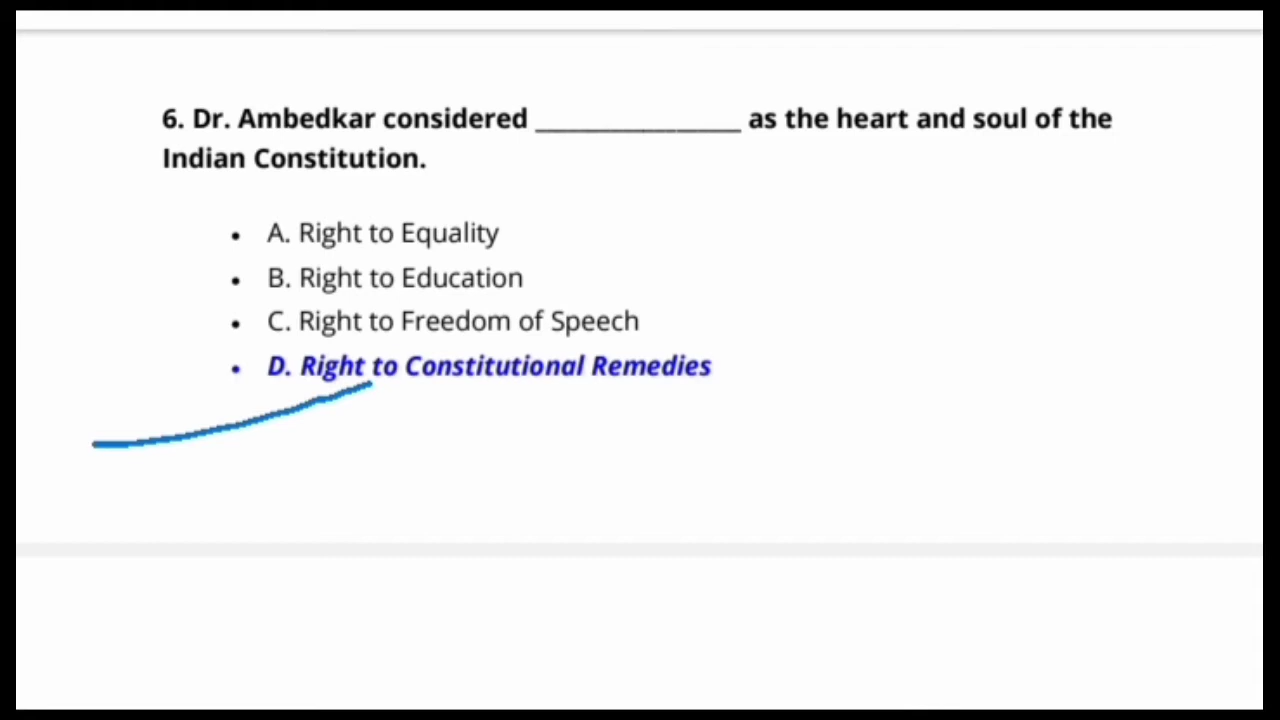 6. Dr. Ambedkar considered _______________ as the heart and soul of the
Indian Constitution.
• A. Right to Equality
• B. Right to Education
• C. Right to Freedom of Speech
• D. Right to Constitutional Remedies